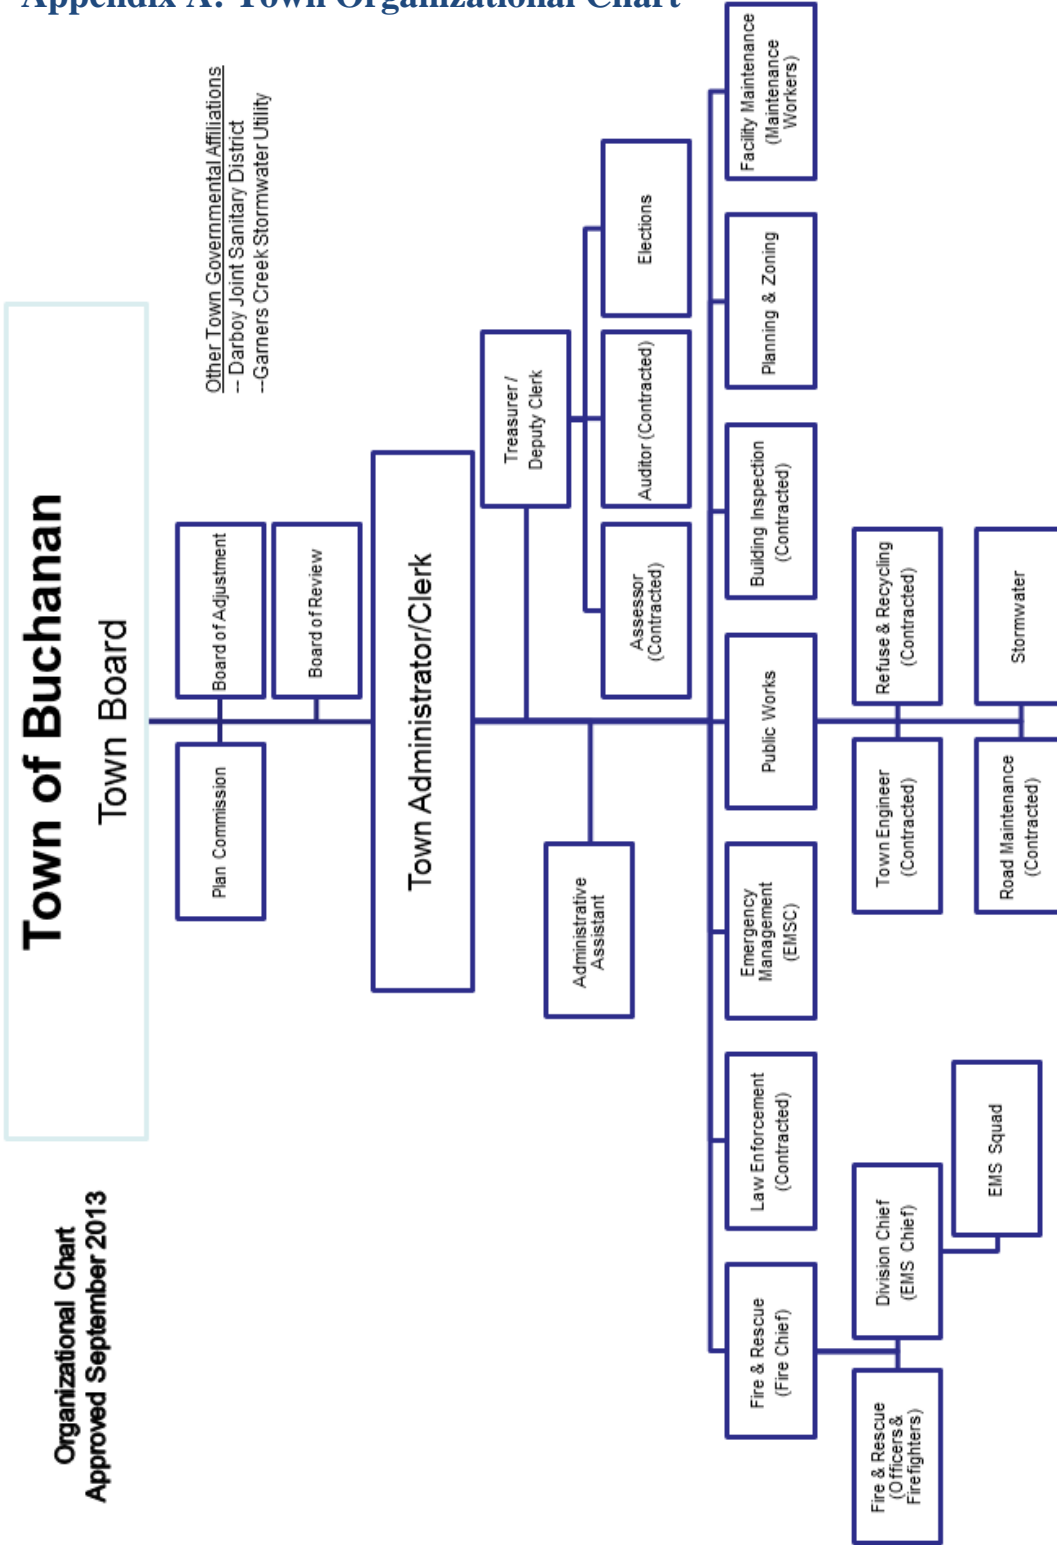 Appendix A: Town Organizational Chart
Organizational Chart
Approved September 2013
Town of Buchanan
Town Board
Other Town Governmental Affiliations
-- Darboy Joint Sanitary District
--Garners Creek Stormwater Utility
Plan Commission
Board of Adjustment
Board of Review
Town Administrator/Clerk
Treasurer /
Deputy Clerk
Administrative
Assistant
Assessor
(Contracted)
Auditor (Contracted)
Elections
Fire & Rescue
(Fire Chief)
Law Enforcement
(Contracted)
Emergency
Management
(EMSC)
Public Works
Building Inspection
(Contracted)
Planning & Zoning
Facility Maintenance
(Maintenance
Workers)
Fire & Rescue
(Officers &
Firefighters)
Division Chief
(EMS Chief)
EMS Squad
Town Engineer
(Contracted)
Refuse & Recycling
(Contracted)
Road Maintenance
(Contracted)
Stormwater